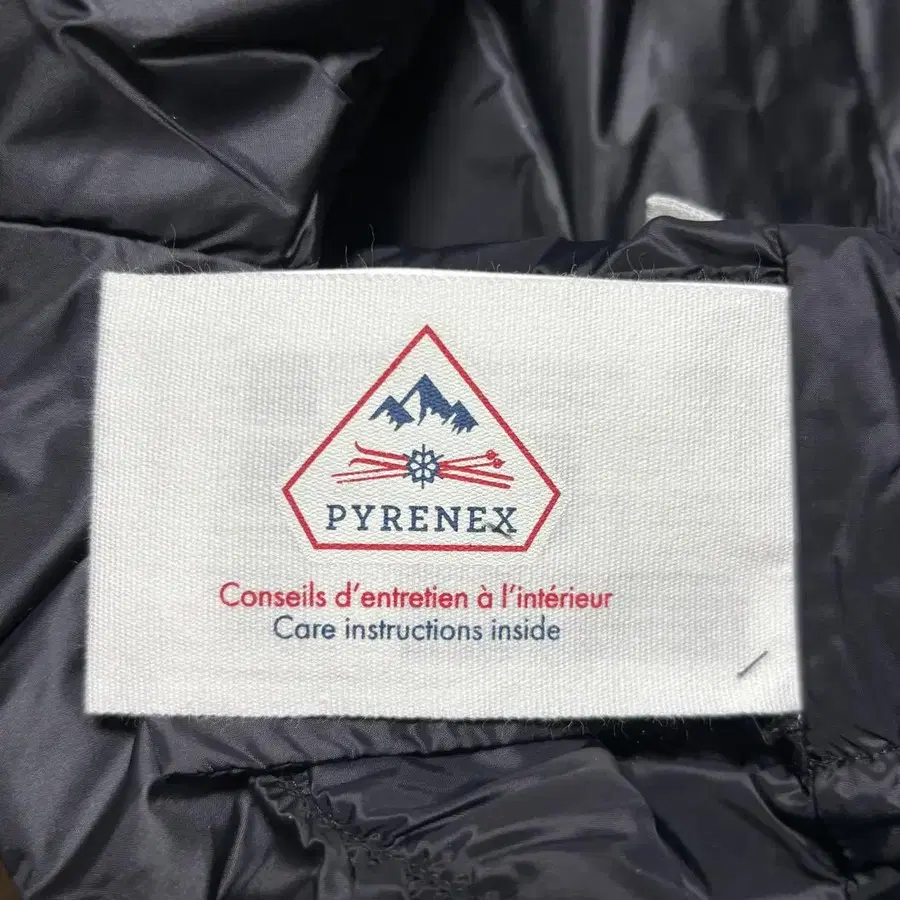 PYRENEX
Conseils d'entretien à l'intérieur
Care instructions inside